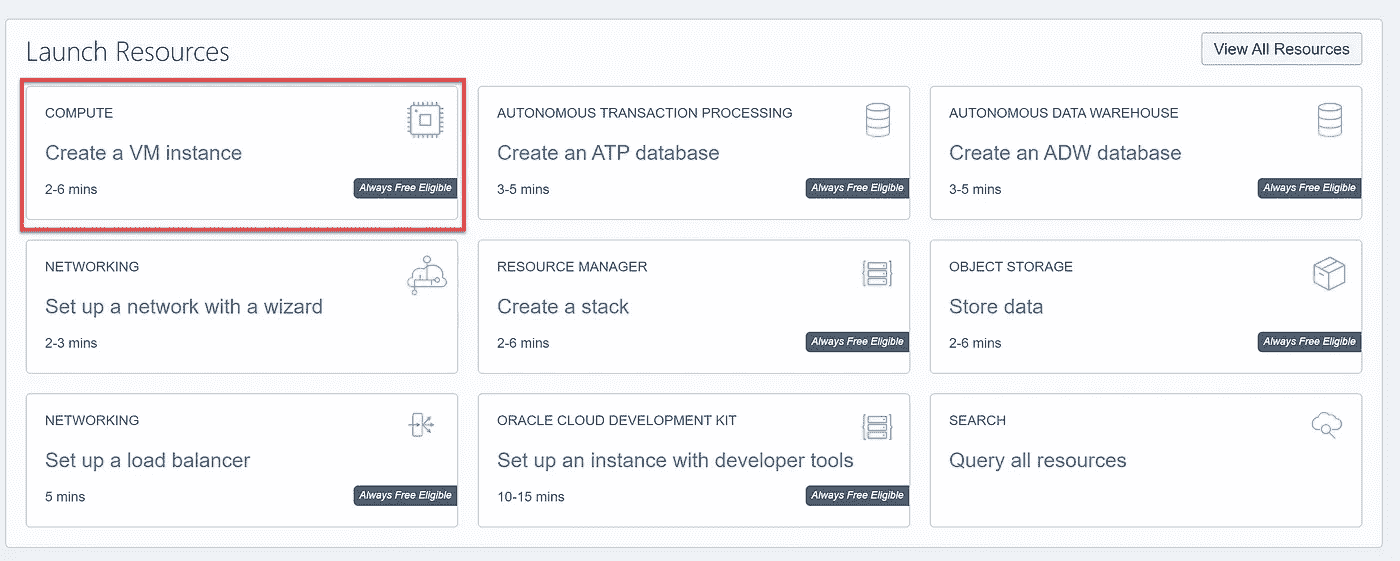 Launch Resources
View All Resources
COMPUTE
Create a VM instance
2-6 mins
Always Free Eligible
AUTONOMOUS TRANSACTION PROCESSING
Create an ATP database
3-5 mins
Always Free Eligible
AUTONOMOUS DATA WAREHOUSE
Create an ADW database
3-5 mins
Always Free Eligible
NETWORKING
Set up a network with a wizard
2-3 mins
RESOURCE MANAGER
Create a stack
2-6 mins
Always Free Eligible
OBJECT STORAGE
Store data
2-6 mins
Always Free Eligible
NETWORKING
Set up a load balancer
5 mins
Always Free Eligible
ORACLE CLOUD DEVELOPMENT KIT
Set up an instance with developer tools
10-15 mins
Always Free Eligible
SEARCH
Query all resources